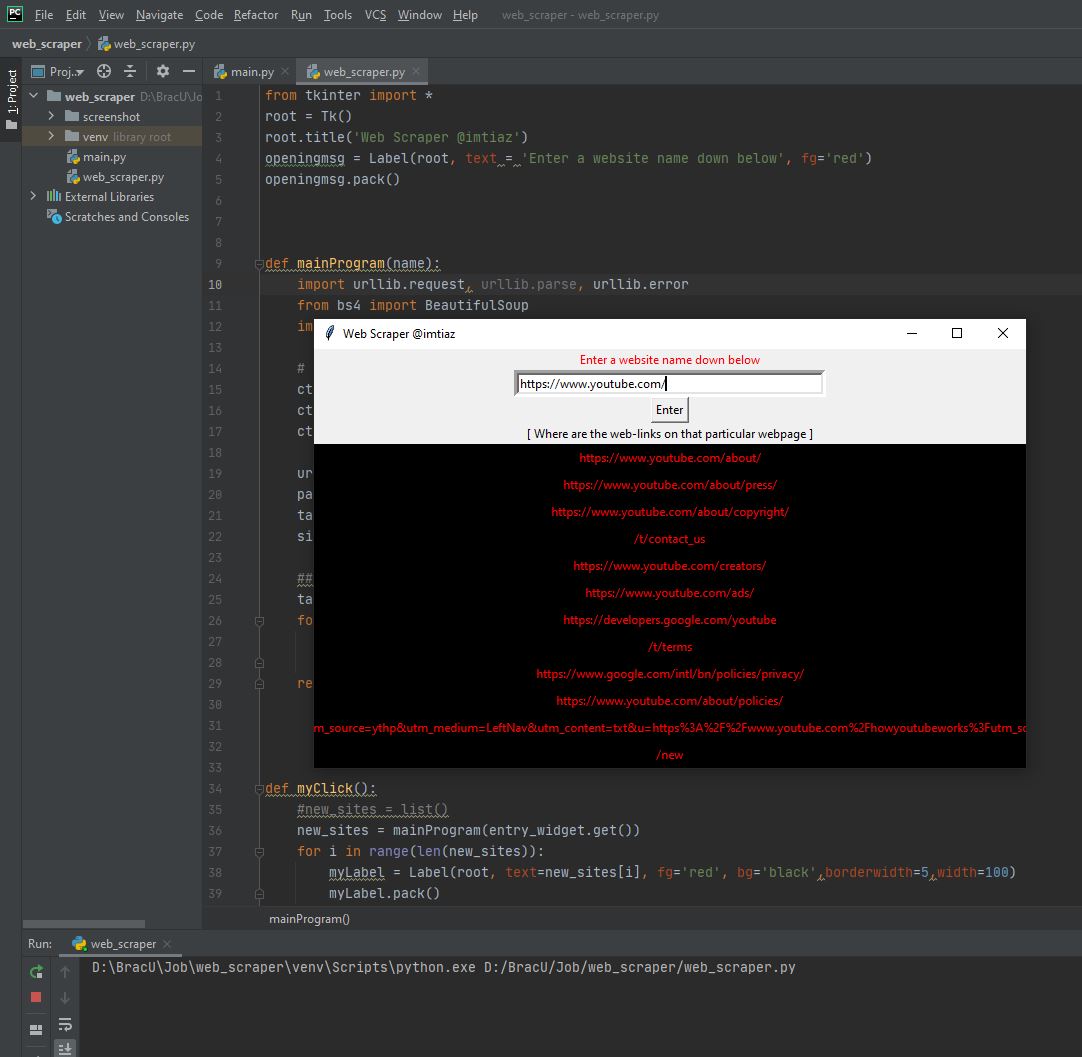 PC File Edit View Navigate Code Refactor Run Tools VCS Window Help web_scraper - web_scraper.py
web_scraper web_scraper.py
1: Project
Proj..
main.py
web_scraper.py
web_scraper D:\BracU\Jo
screenshot
venv library root
main.py
web_scraper.py
External Libraries
Scratches and Consoles
1 from tkinter import *
2 root = Tk()
3 root.title('Web Scraper @imtiaz')
4 openingmsg = Label(root, text = 'Enter a website name down below', fg='red')
5 openingmsg.pack()
6
7
8
9 def mainProgram(name):
10 import urllib.request, urllib.parse, urllib.error
11 from bs4 import BeautifulSoup
12 im
13
14 #
15 ct
16 ct
17 ct
18
19 ur
20 pa
21 ta
22 si
23
24 ##
25 ta
26 fo
27
28
29 re
30
31
32
33
34 def myClick():
35 #new_sites = list()
36 new_sites = mainProgram(entry_widget.get())
37 for i in range(len(new_sites)):
38 myLabel = Label(root, text=new_sites[i], fg='red', bg='black',borderwidth=5,width=100)
39 myLabel.pack()
mainProgram()
Web Scraper @imtiaz
Enter a website name down below
https://www.youtube.com/
Enter
[ Where are the web-links on that particular webpage ]
https://www.youtube.com/about/
https://www.youtube.com/about/press/
https://www.youtube.com/about/copyright/
/t/contact_us
https://www.youtube.com/creators/
https://www.youtube.com/ads/
https://developers.google.com/youtube
/t/terms
https://www.google.com/intl/bn/policies/privacy/
https://www.youtube.com/about/policies/
m_source=ythp&utm_medium=LeftNav&utm_content=txt&u=https%3A%2F%2Fwww.youtube.com%2Fhowyoutubeworks%3Futm_so
/new
Run: web_scraper
D:\BracU\Job\web_scraper\venv\Scripts\python.exe D:/BracU/Job/web_scraper/web_scraper.py